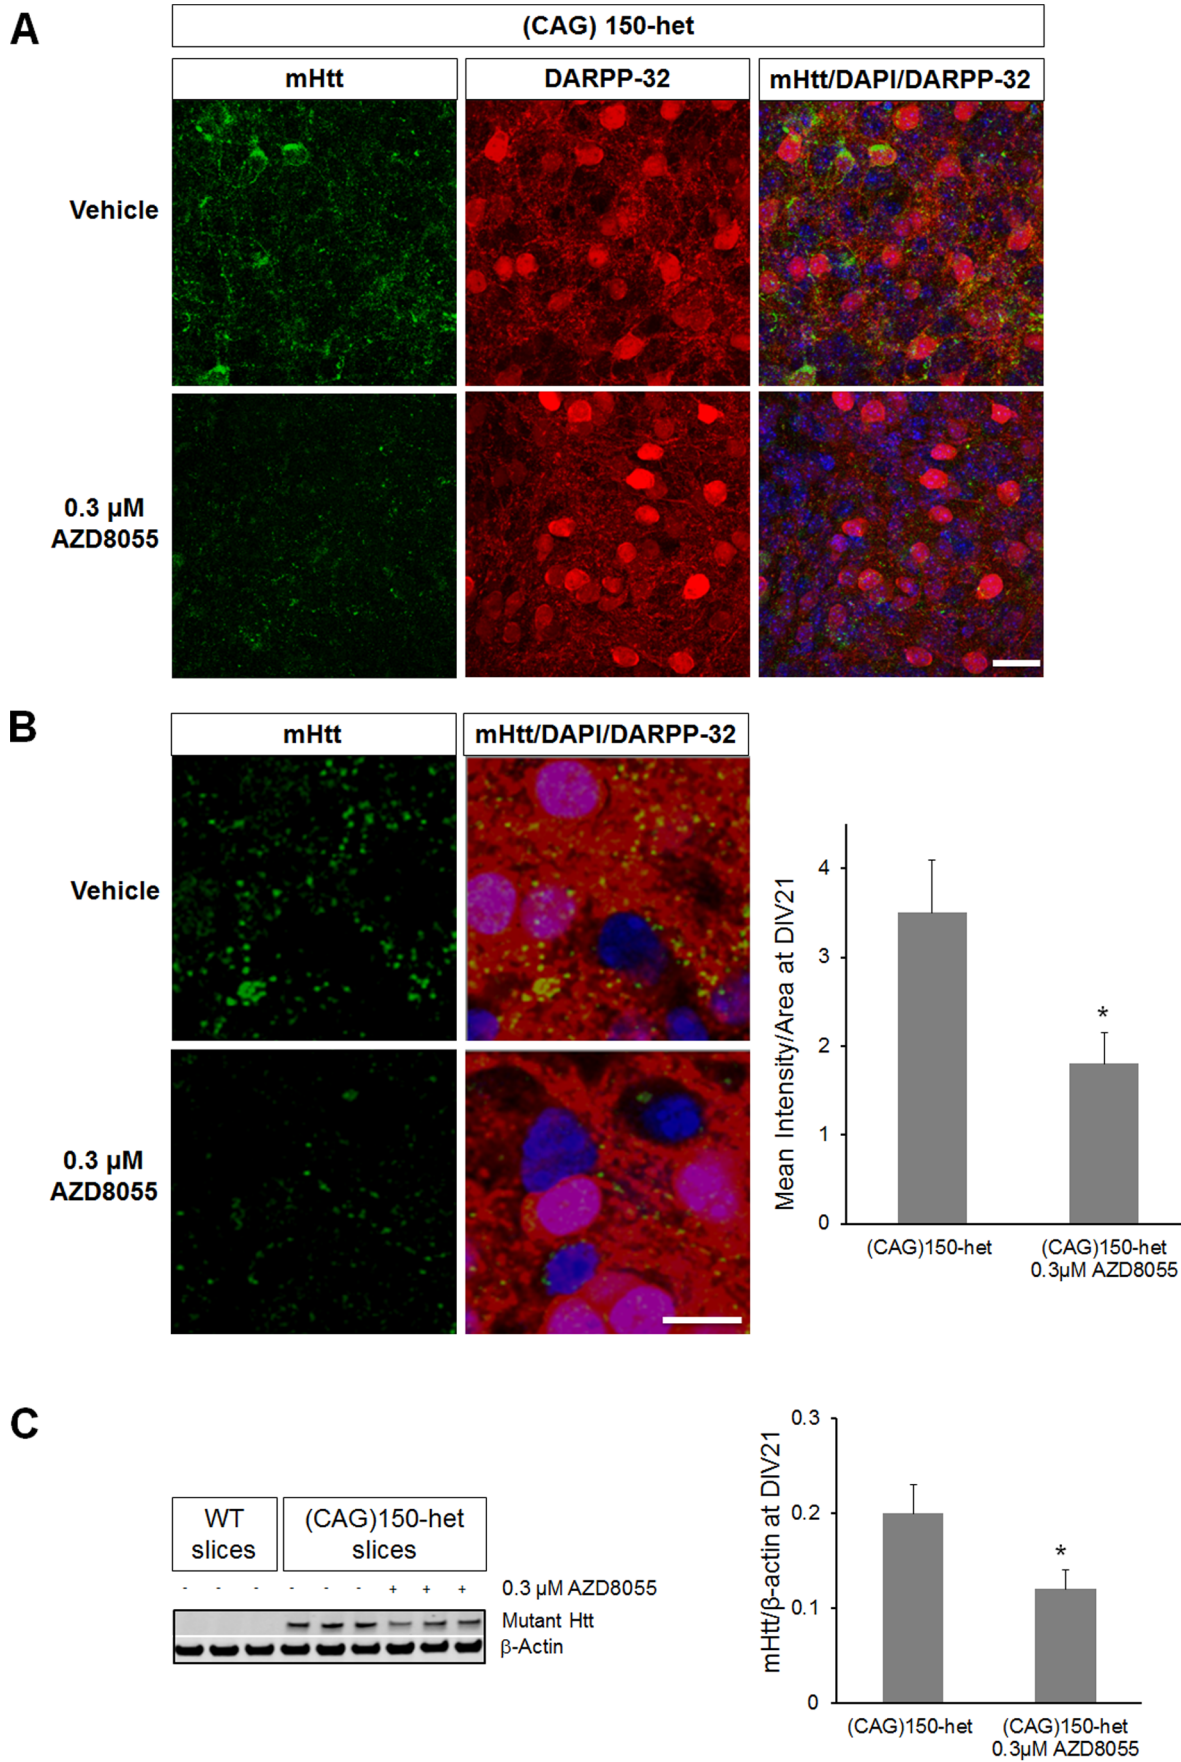 A
(CAG) 150-het
mHtt
DARPP-32
mHtt/DAPI/DARPP-32
Vehicle
0.3 µM
AZD8055
B
mHtt
mHtt/DAPI/DARPP-32
Vehicle
0.3 µM
AZD8055
Mean Intensity/Area at DIV21
4
3
2
1
0
*
(CAG)150-het
(CAG)150-het
0.3µM AZD8055
C
WT
slices
(CAG)150-het
slices
- - - - - - + + +
0.3 µM AZD8055
Mutant Htt
β-Actin
mHtt/β-actin at DIV21
0.3
0.2
0.1
0
*
(CAG)150-het
(CAG)150-het
0.3µM AZD8055